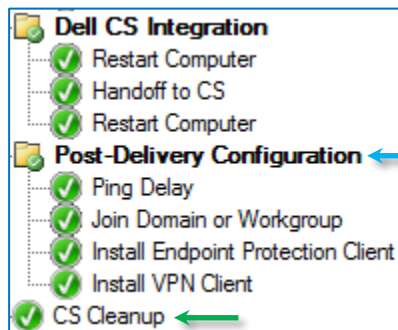 Dell CS Integration
Restart Computer
Handoff to CS
Restart Computer
Post-Delivery Configuration
Ping Delay
Join Domain or Workgroup
Install Endpoint Protection Client
Install VPN Client
CS Cleanup